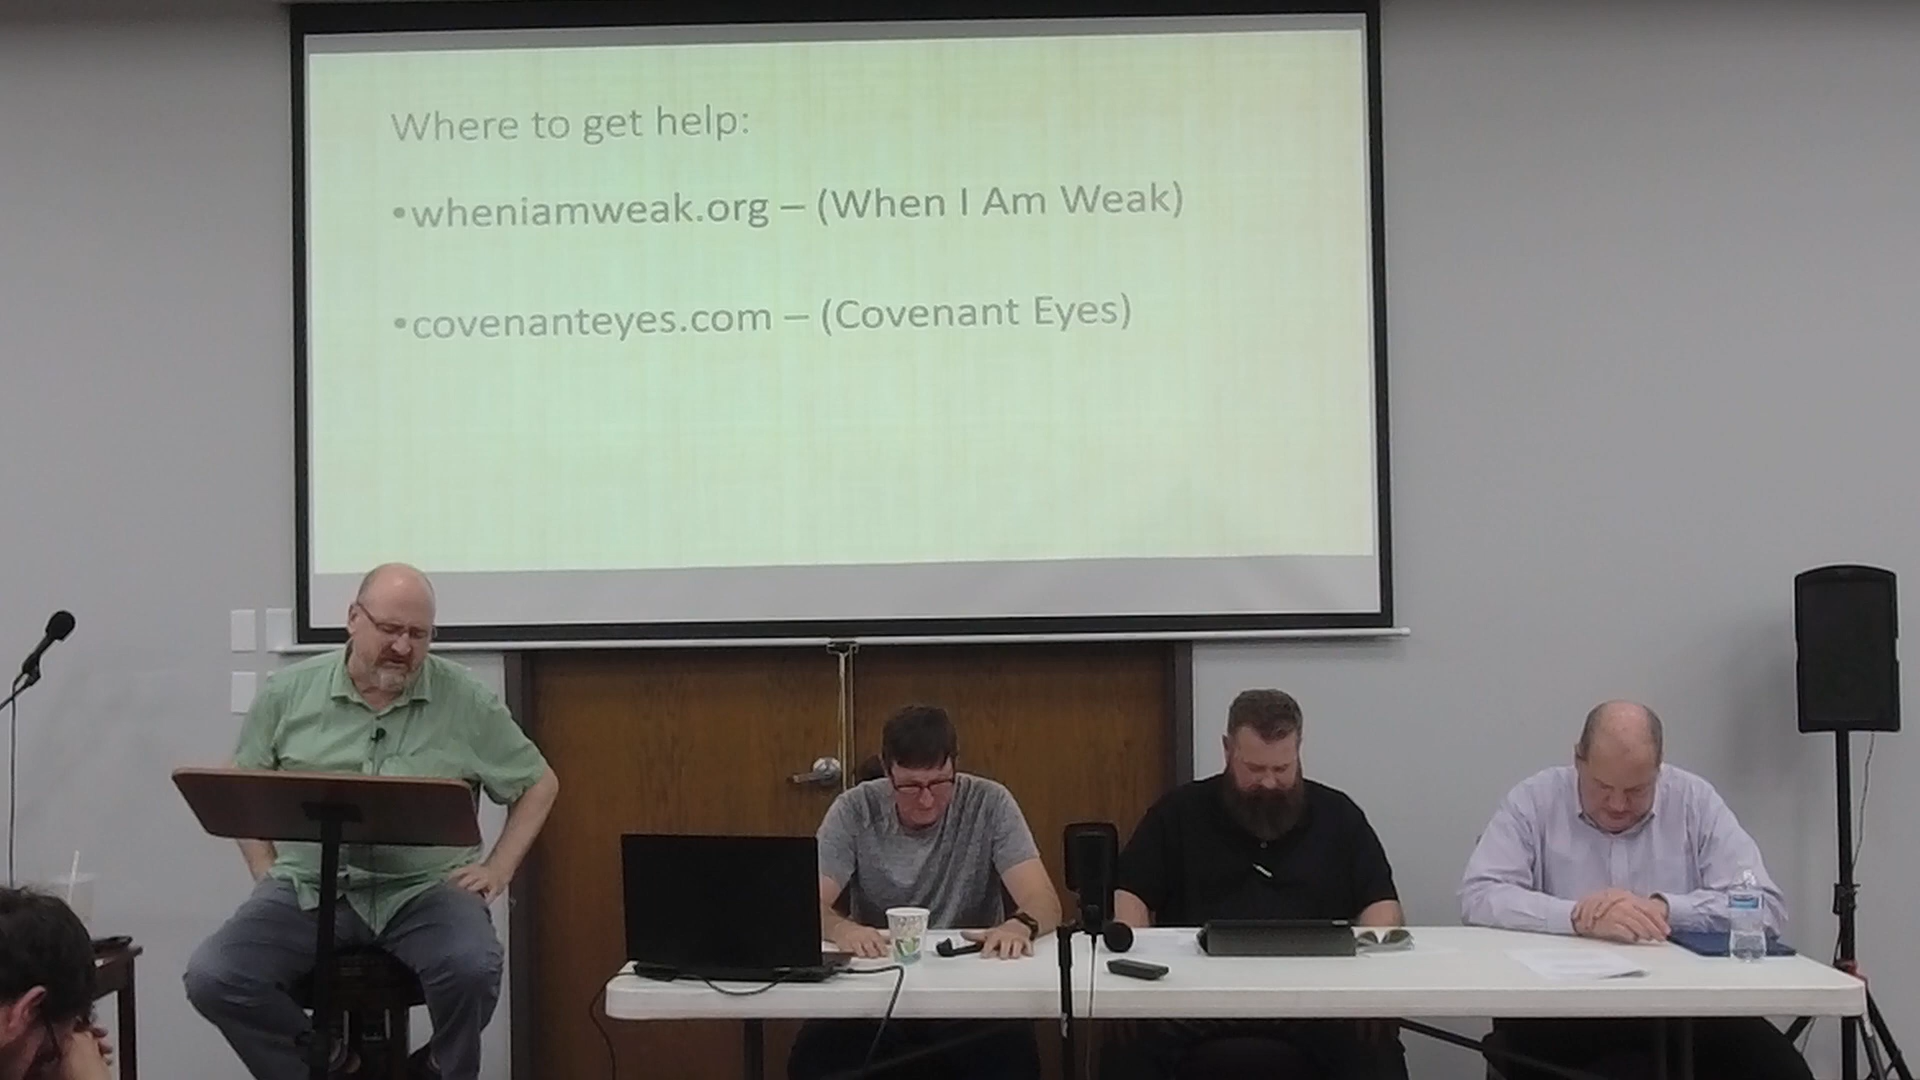 Where to get help:
•wheniamweak.org – (When I Am Weak)
•covenanteyes.com – (Covenant Eyes)